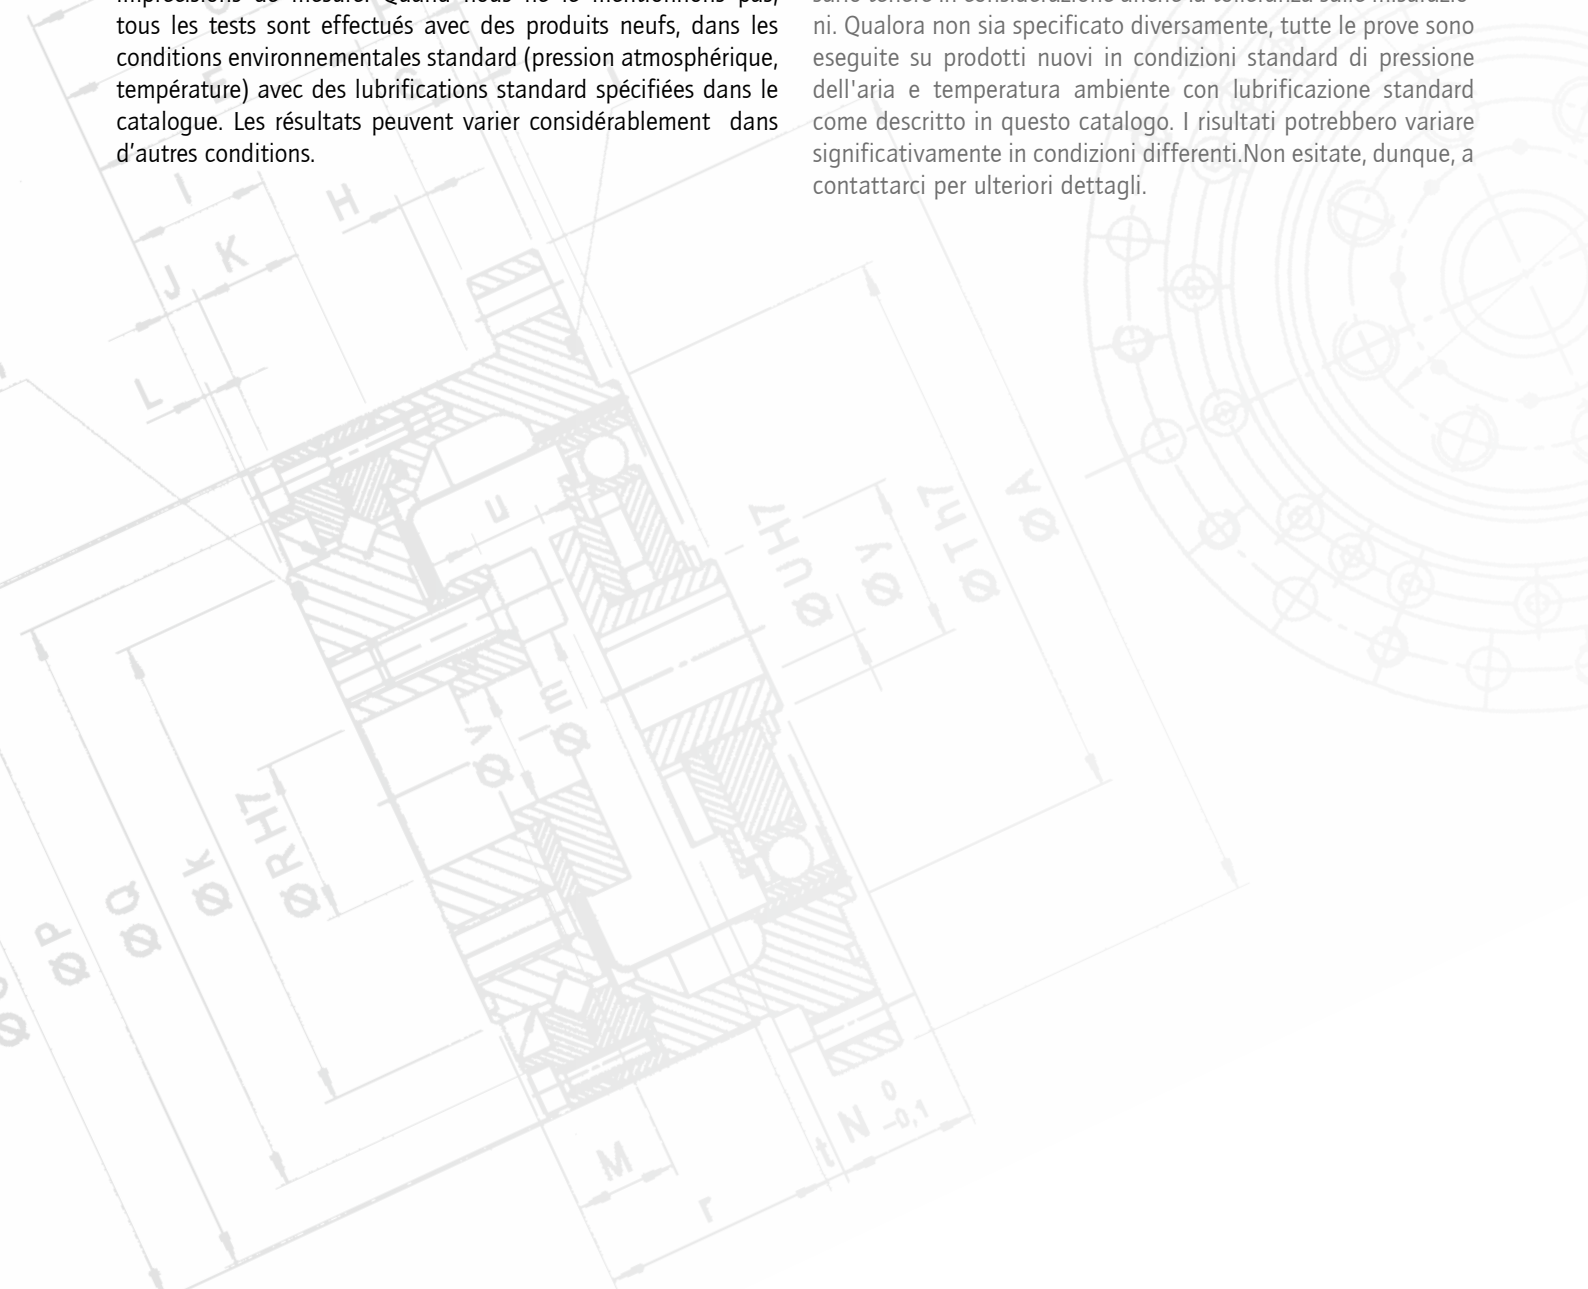 tous les tests sont effectués avec des produits neufs, dans les
conditions environnementales standard (pression atmosphérique,
température) avec des lubrifications standard spécifiées dans le
catalogue. Les résultats peuvent varier considérablement dans
d’autres conditions.
ni. Qualora non sia specificato diversamente, tutte le prove sono
eseguite su prodotti nuovi in condizioni standard di pressione
dell'aria e temperatura ambiente con lubrificazione standard
come descritto in questo catalogo. I risultati potrebbero variare
significativamente in condizioni differenti.Non esitate, dunque, a
contattarci per ulteriori dettagli.
E
G
I
H
J
K
L
u
ØUH7
ØY
ØTh7
ØA
Øv
Øm
ØRH7
Øk
ØQ
ØP
M
r
t
N 0 -0,1